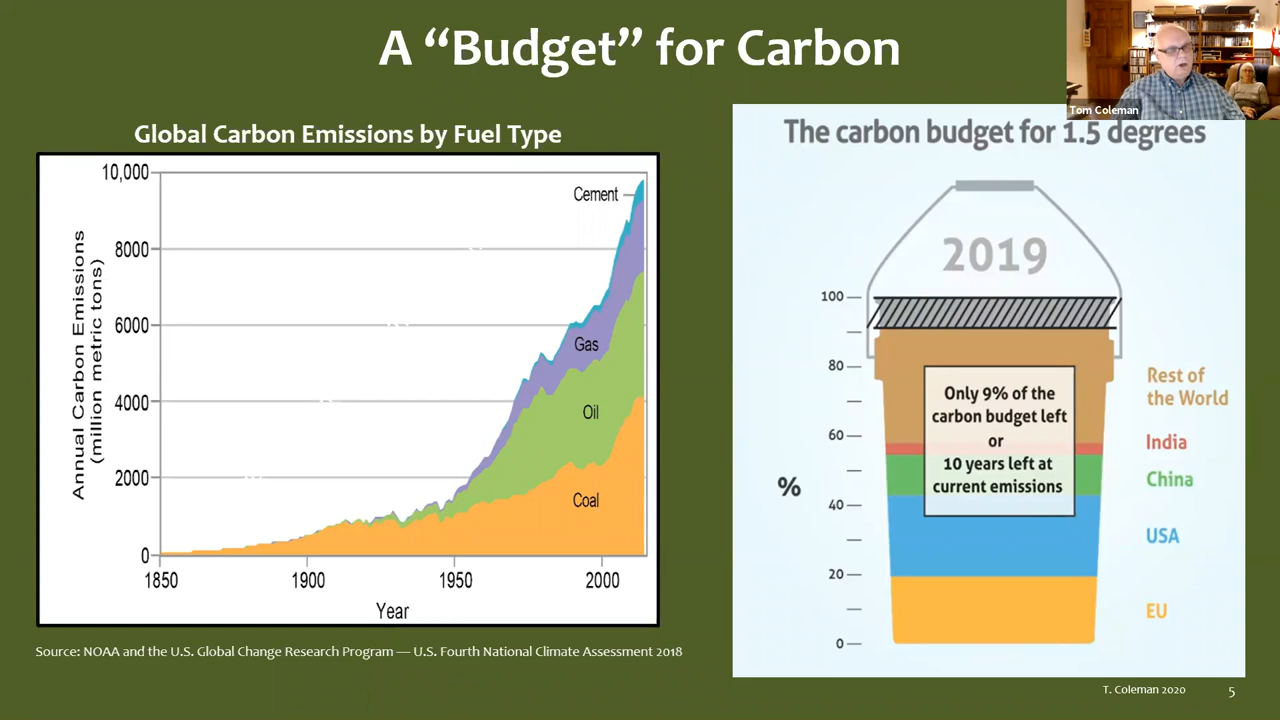 A “Budget” for Carbon
Tom Coleman
Global Carbon Emissions by Fuel Type
10,000
8000
6000
4000
2000
0
Annual Carbon Emissions
(million metric tons)
Cement
Gas
Oil
Coal
1850
1900
1950
2000
Year
Source: NOAA and the U.S. Global Change Research Program — U.S. Fourth National Climate Assessment 2018
The carbon budget for 1.5 degrees
2019
100
80
60
40
20
0
%
Only 9% of the
carbon budget left
or
10 years left at
current emissions
Rest of
the World
India
China
USA
EU
T. Coleman 2020
5